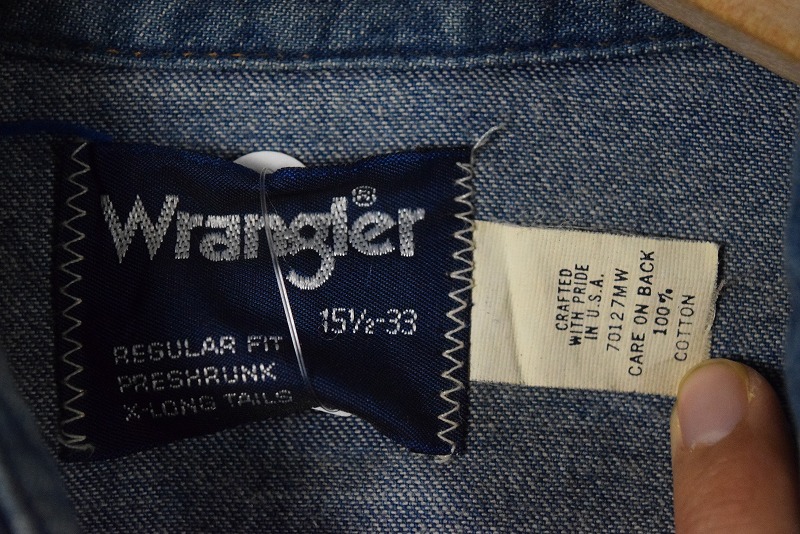 Wrangler®
15½-33
REGULAR FIT
PRESHRUNK
X-LONG TAILS
CRAFTED
WITH PRIDE
IN U.S.A.
70127MW
CARE ON BACK
100%
COTTON